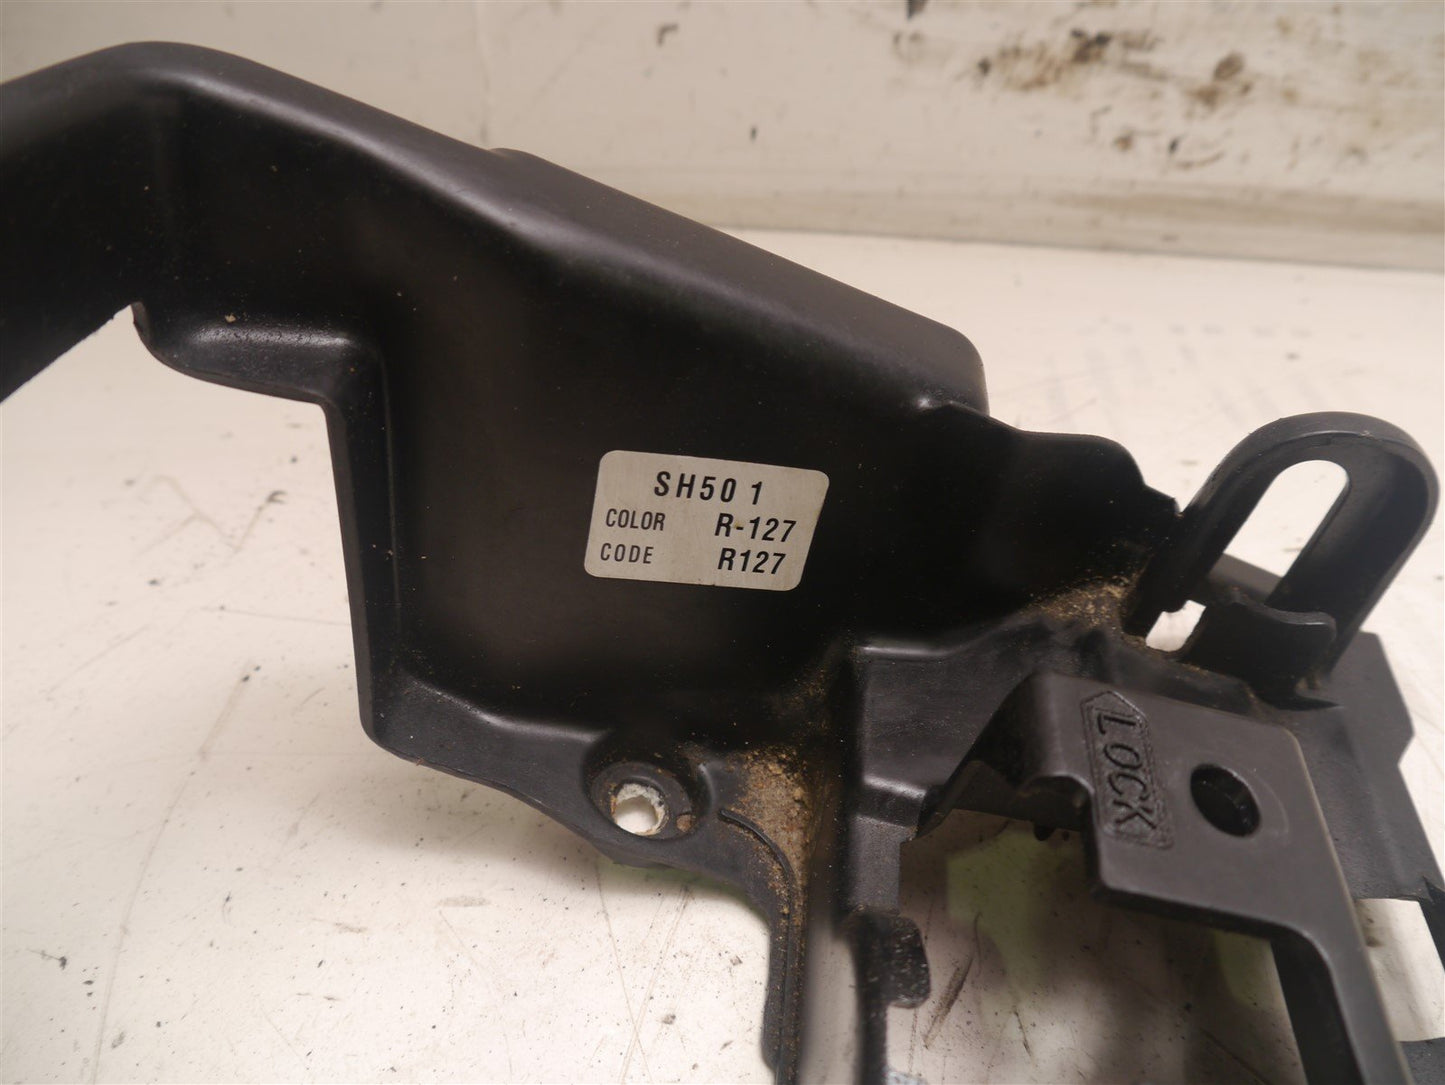 SH50 1
COLOR R-127
CODE R127
LOCK